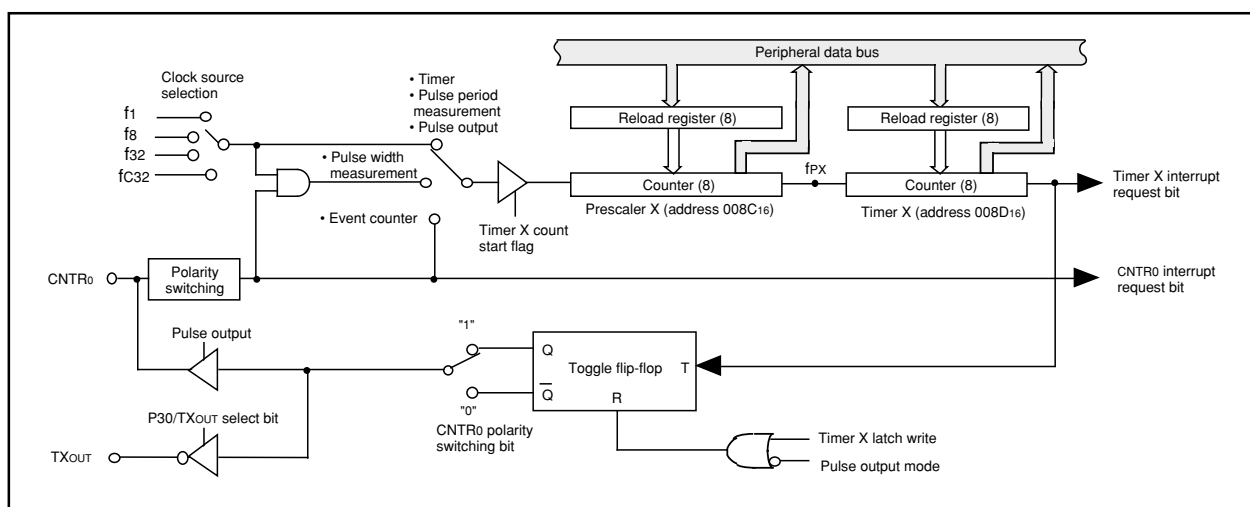 Peripheral data bus
Clock source
selection
f1
f8
f32
fC32
• Timer
• Pulse period
measurement
• Pulse output
• Pulse width
measurement
• Event counter
Timer X count
start flag
Reload register (8)
Counter (8)
Prescaler X (address 008C16)
fPX
Reload register (8)
Counter (8)
Timer X (address 008D16)
Timer X interrupt
request bit
CNTR0
Polarity
switching
CNTR0 interrupt
request bit
Pulse output
"1"
Q
Toggle flip-flop
T
Q
R
"0"
CNTR0 polarity
switching bit
P30/TXOUT select bit
TXOUT
Timer X latch write
Pulse output mode